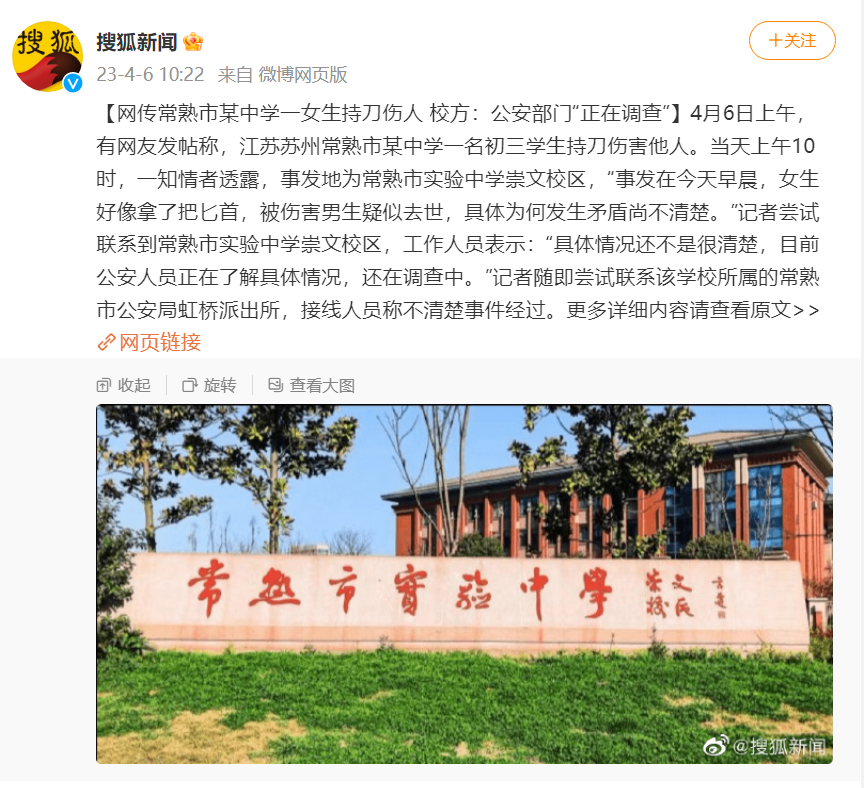 搜狐
搜狐新闻
+关注
23-4-6 10:22 来自 微博网页版
【网传常熟市某中学一女生持刀伤人 校方：公安部门“正在调查”】4月6日上午，
有网友发帖称，江苏苏州常熟市某中学一名初三学生持刀伤害他人。当天上午10
时，一知情者透露，事发地为常熟市实验中学崇文校区，“事发在今天早晨，女生
好像拿了把匕首，被伤害男生疑似去世，具体为何发生矛盾尚不清楚。”记者尝试
联系到常熟市实验中学崇文校区，工作人员表示：“具体情况还不是很清楚，目前
公安人员正在了解具体情况，还在调查中。”记者随即尝试联系该学校所属的常熟
市公安局虹桥派出所，接线人员称不清楚事件经过。更多详细内容请查看原文>>
网页链接
收起 旋转 查看大图
常熟市實驗中學
崇文
校区
@搜狐新闻